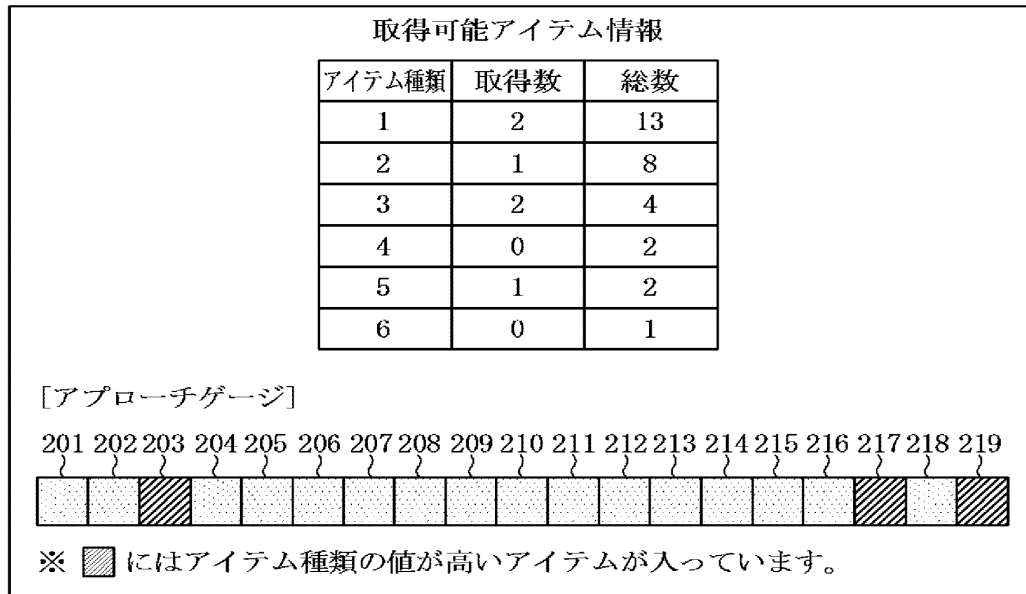 取得可能アイテム情報
アイテム種類 取得数 総数
1 2 13
2 1 8
3 2 4
4 0 2
5 1 2
6 0 1
[アプローチゲージ]
201 202 203 204 205 206 207 208 209 210 211 212 213 214 215 216 217 218 219
※ にはアイテム種類の値が高いアイテムが入っています。